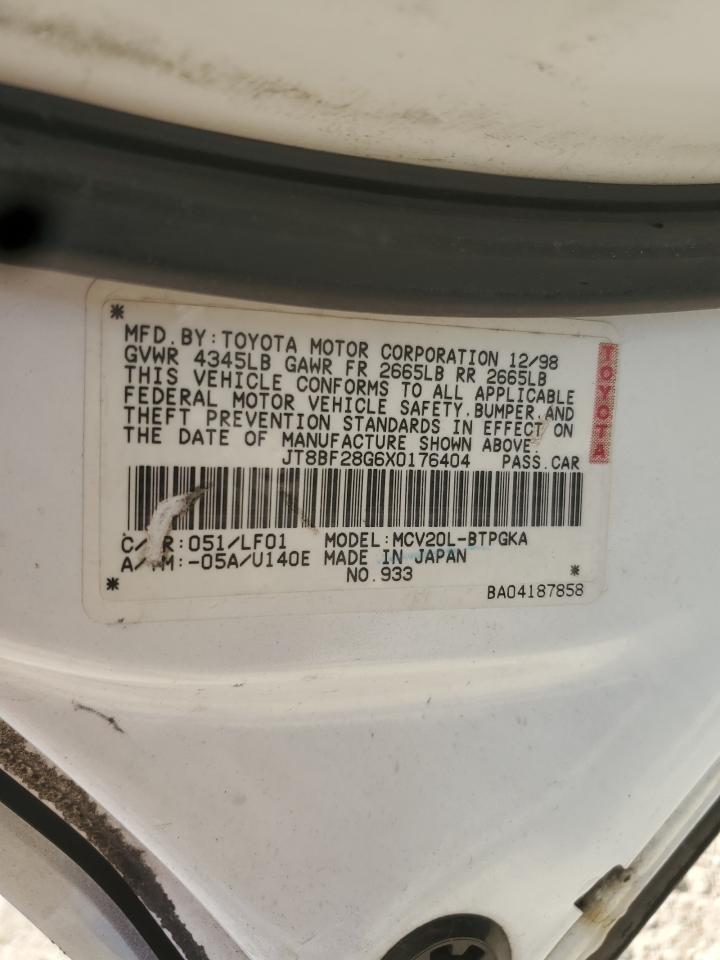 MFD.BY:TOYOTA MOTOR CORPORATION 12/98
GVWR 4345LB GAWR FR 2665LB RR 2665LB
THIS VEHICLE CONFORMS TO ALL APPLICABLE
FEDERAL MOTOR VEHICLE SAFETY,BUMPER,AND
THEFT PREVENTION STANDARDS IN EFFECT ON
THE DATE OF MANUFACTURE SHOWN ABOVE.
TOYOTA
JT8BF28G6X0176404 PASS.CAR
C/TR:051/LF01 MODEL:MCV20L-BTPGKA
A/TM:-05A/U140E MADE IN JAPAN
NO.933
BA04187858